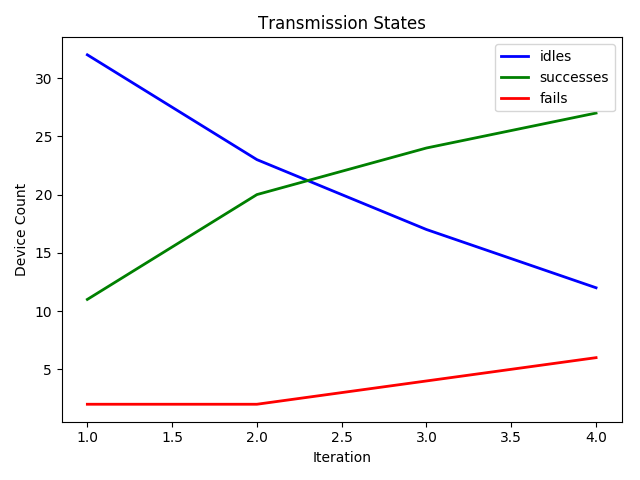 Transmission States
idles
successes
fails
Device Count
30
25
20
15
10
5
1.0 1.5 2.0 2.5 3.0 3.5 4.0
Iteration